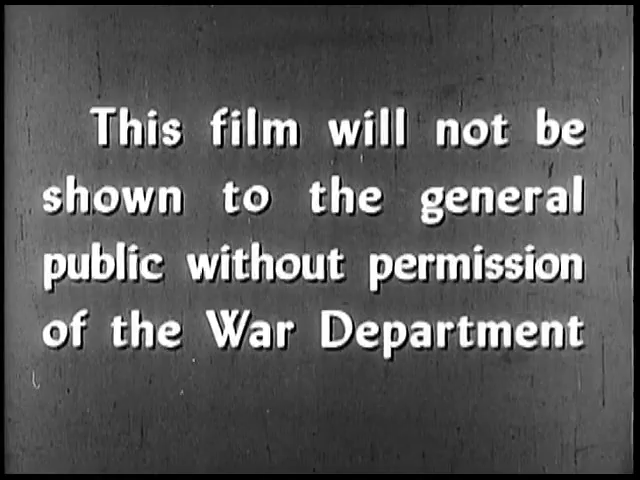 This film will not be
shown to the general
public without permission
of the War Department